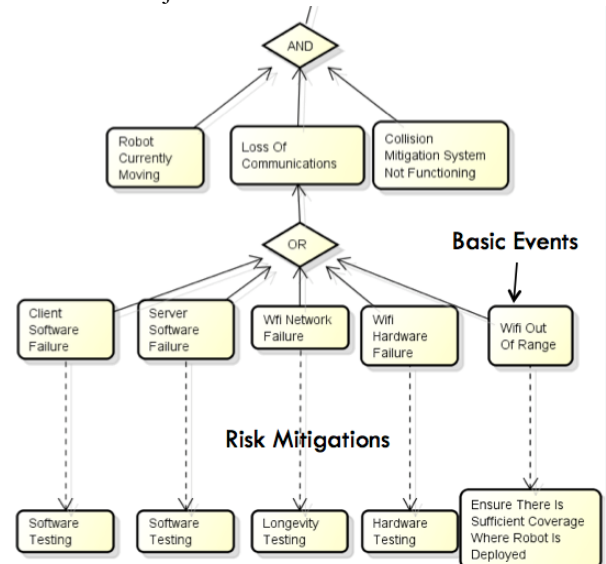 AND
Robot
Currently
Moving
Loss Of
Communications
Collision
Mitigation System
Not Functioning
OR
Basic Events
Client
Software
Failure
Server
Software
Failure
Wfi Network
Failure
Wifi
Hardware
Failure
Wifi Out
Of Range
Risk Mitigations
Software
Testing
Software
Testing
Longevity
Testing
Hardware
Testing
Ensure There Is
Sufficient Coverage
Where Robot Is
Deployed